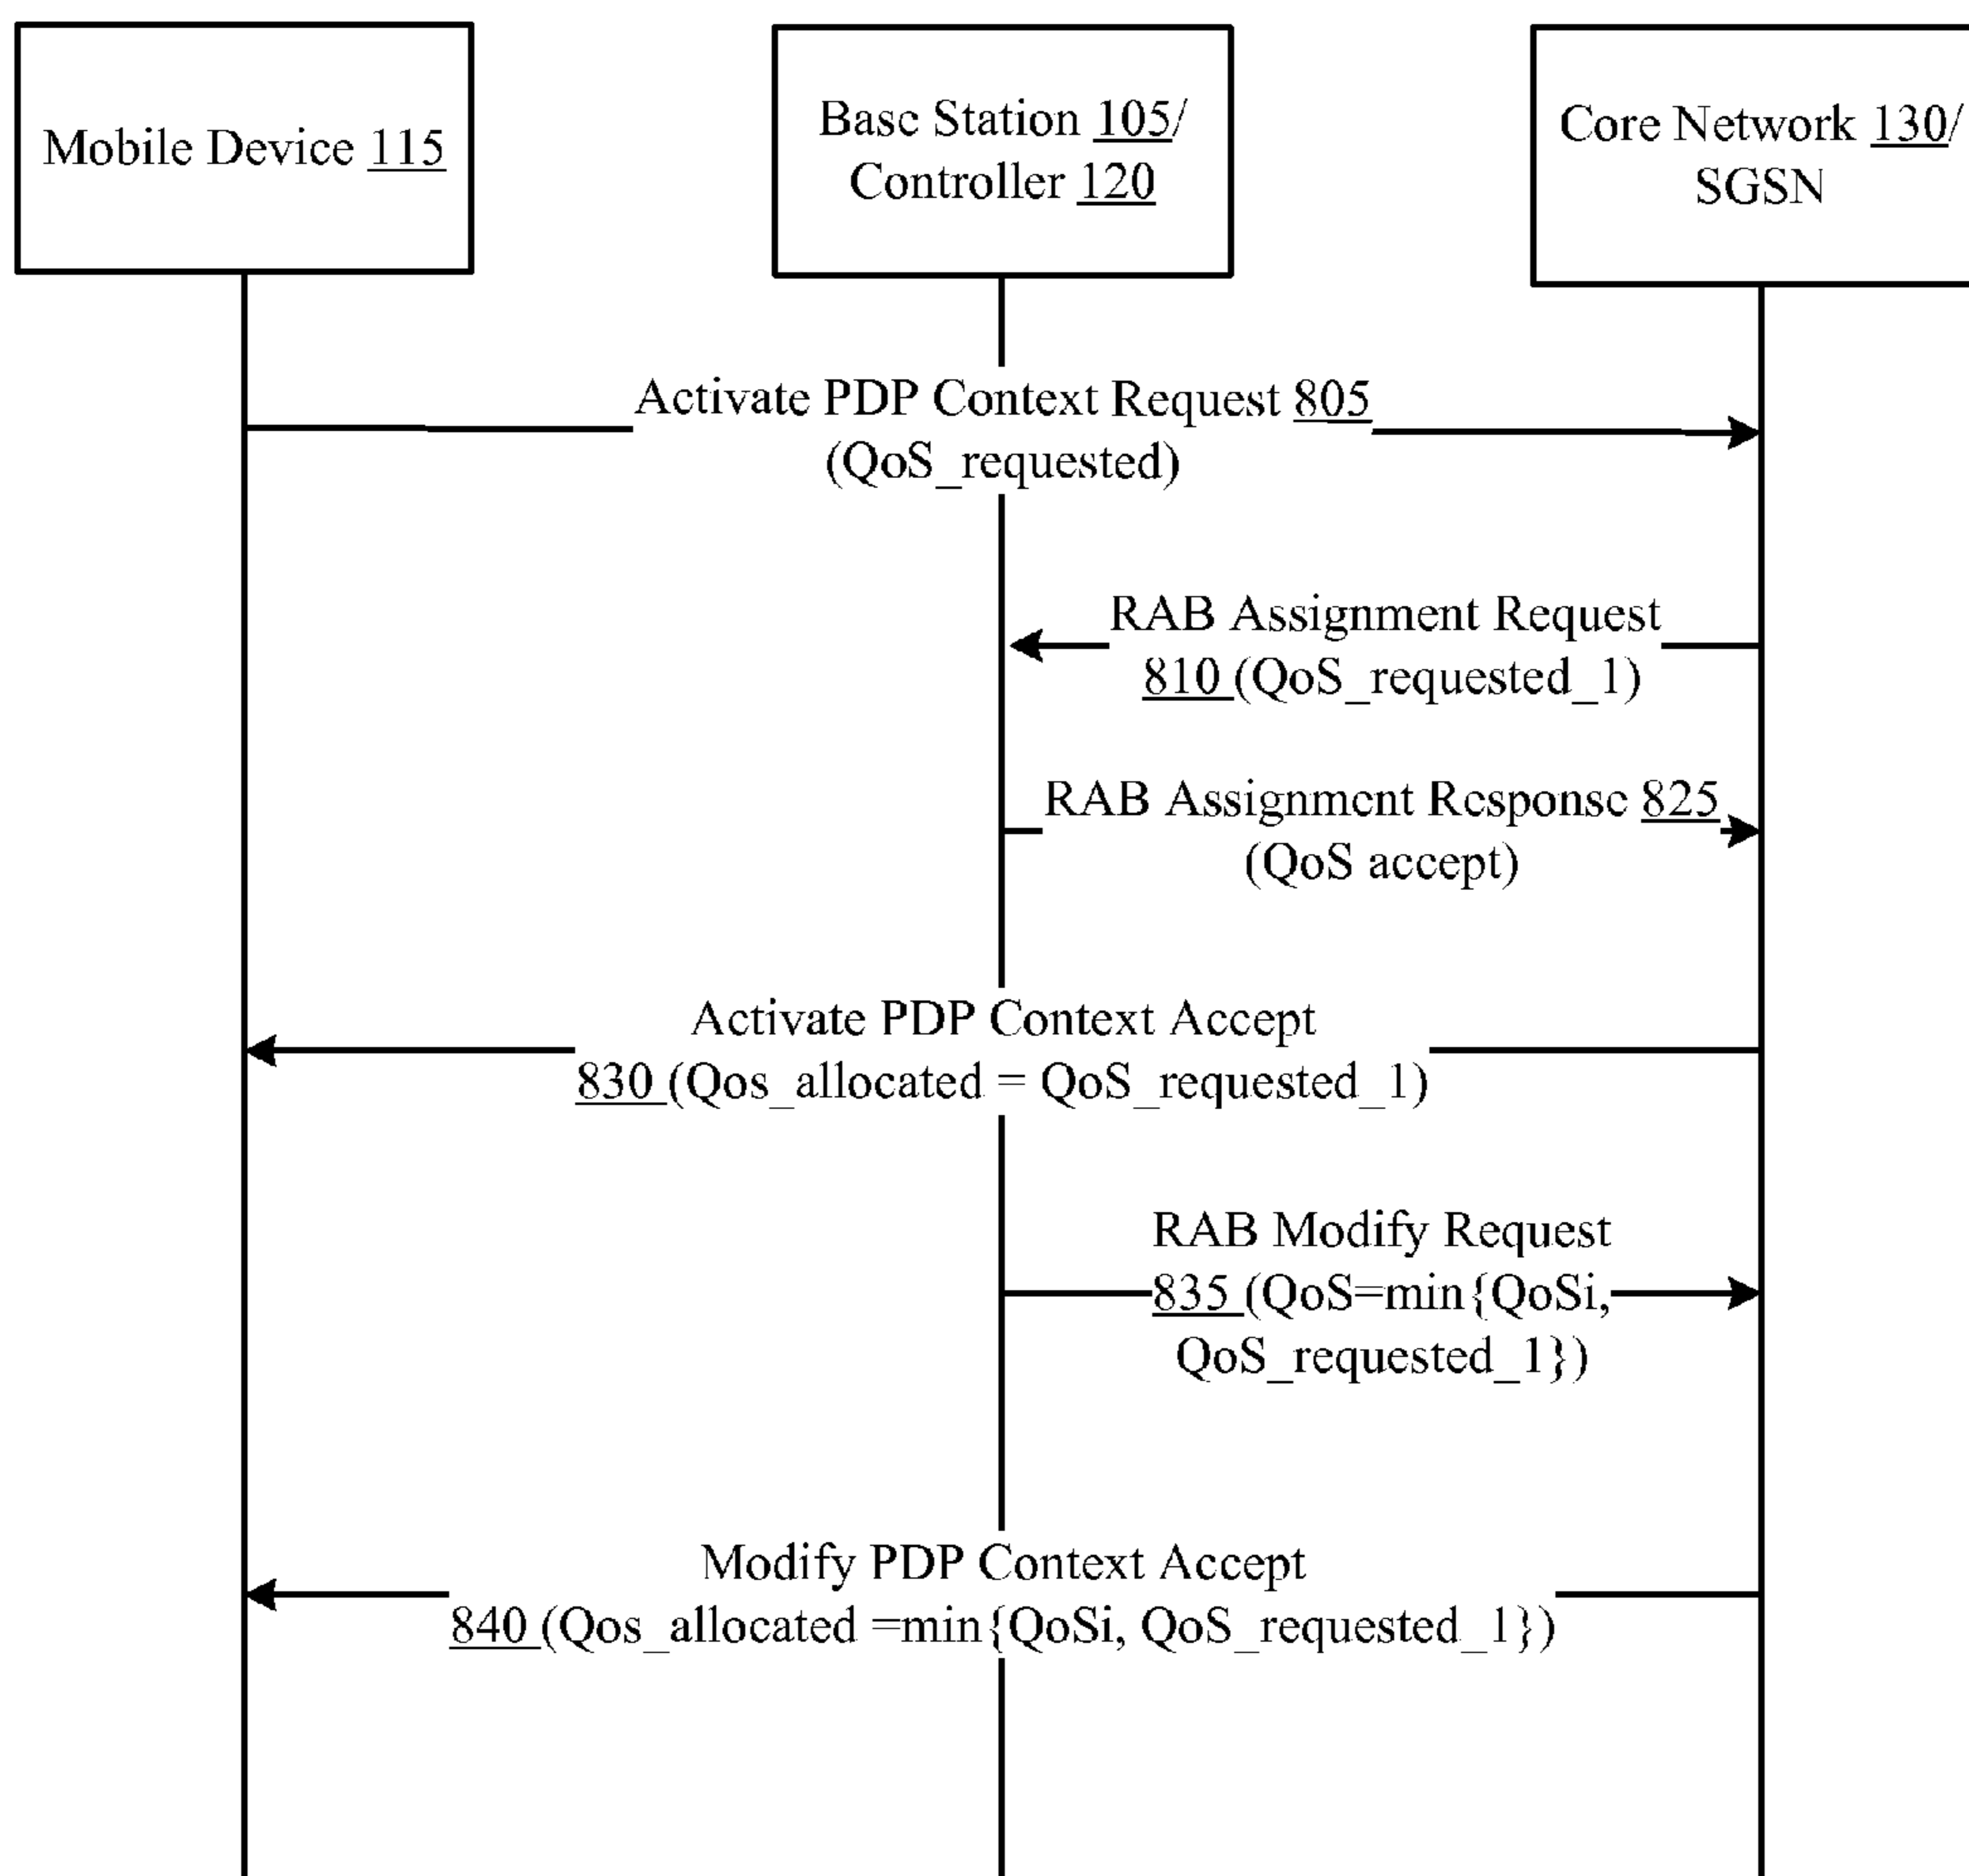 Mobile Device 115
Base Station 105/
Controller 120
Core Network 130/
SGSN
Activate PDP Context Request 805
(QoS_requested)
RAB Assignment Request
810 (QoS_requested_1)
RAB Assignment Response 825
(QoS accept)
Activate PDP Context Accept
830 (Qos_allocated = QoS_requested_1)
RAB Modify Request
835 (QoS=min{QoSi,
QoS_requested_1})
Modify PDP Context Accept
840 (Qos_allocated =min{QoSi, QoS_requested_1})